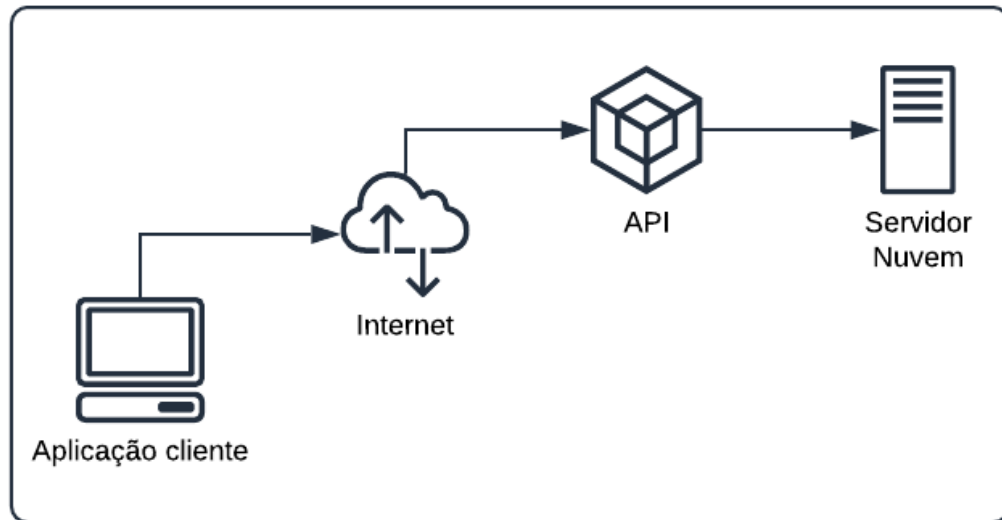 API
Servidor
Nuvem
Internet
Aplicação cliente